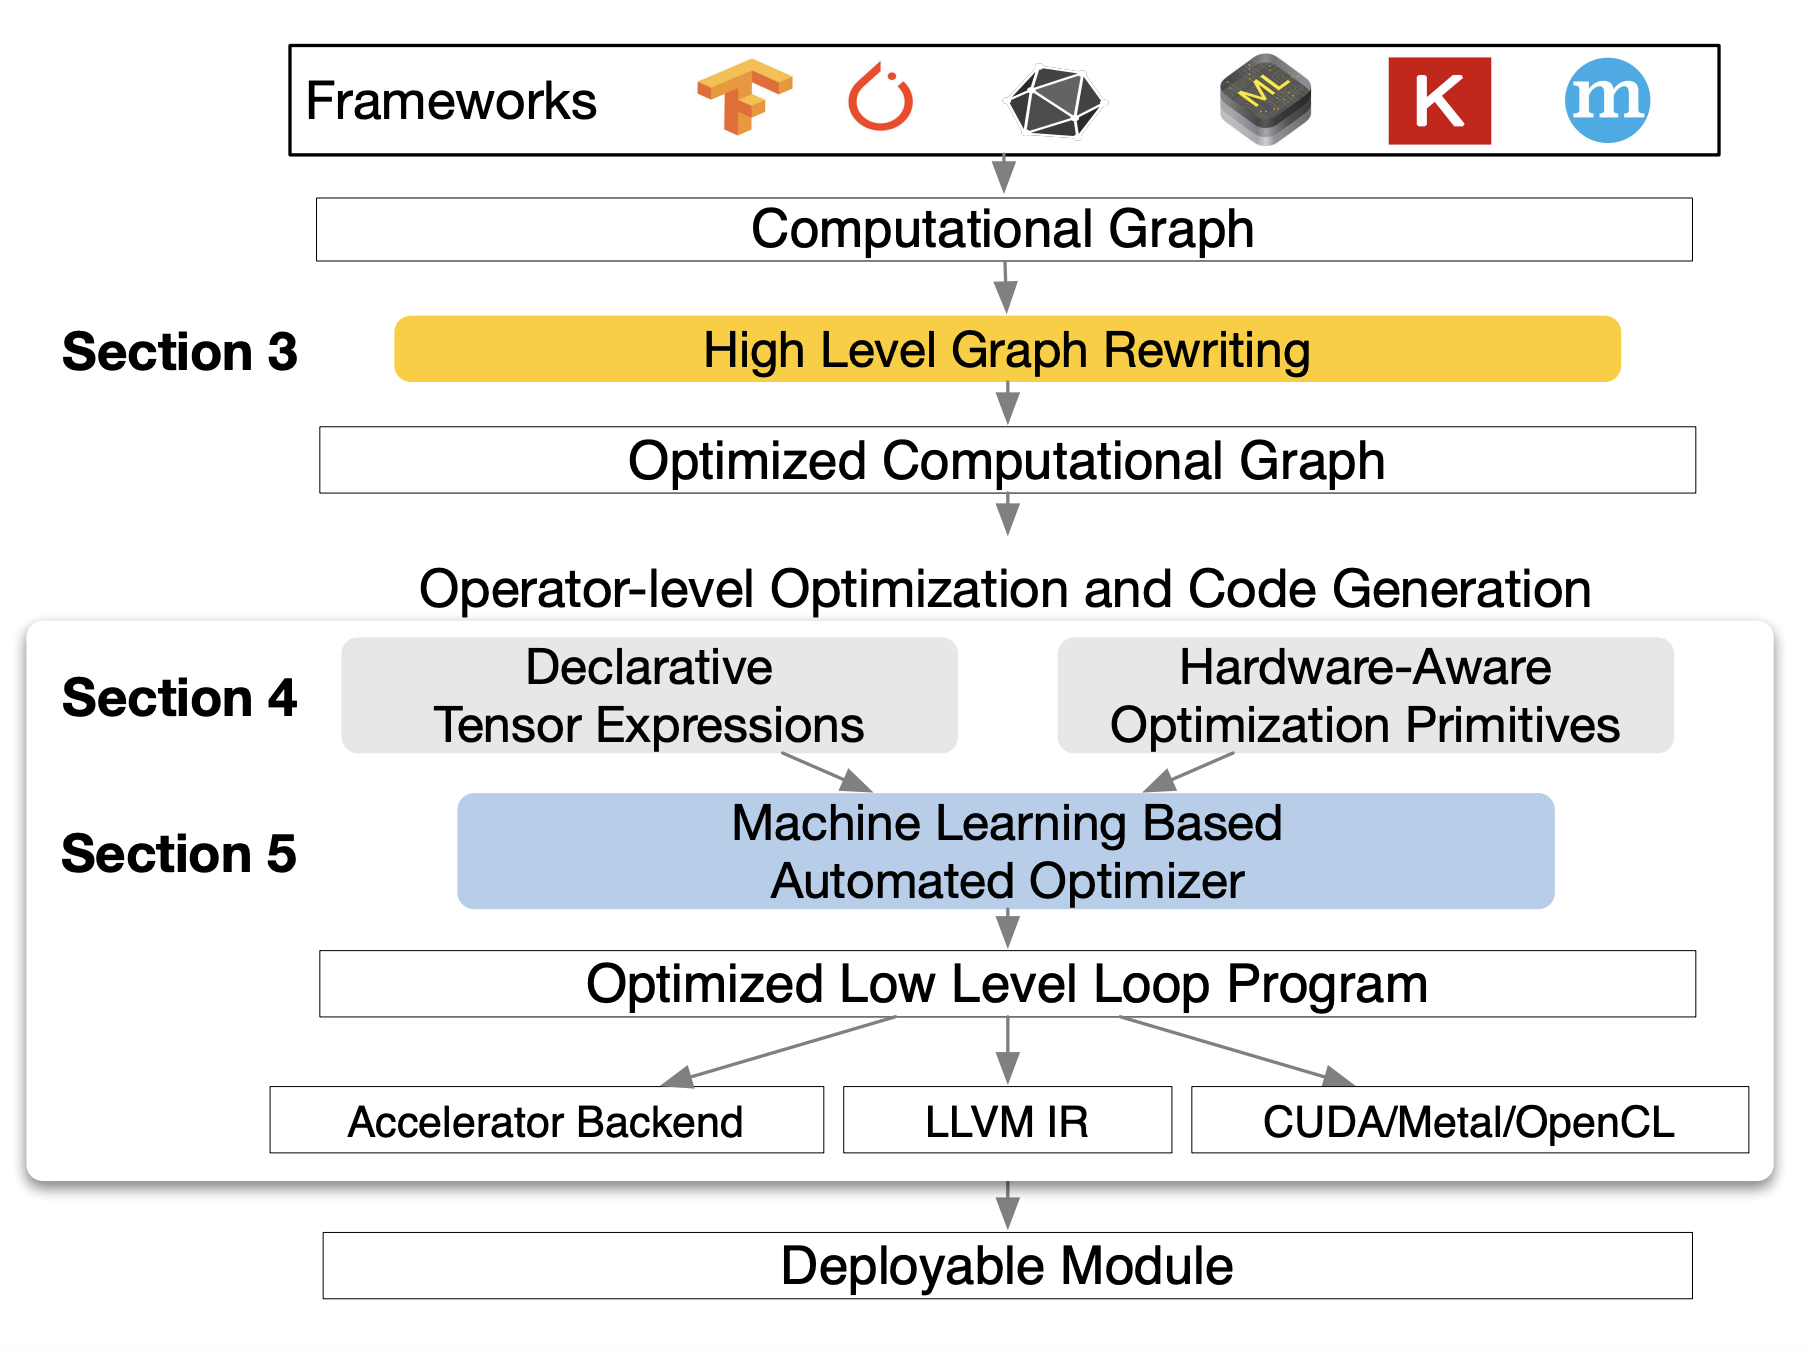 Frameworks
ML
K
m
Computational Graph
Section 3
High Level Graph Rewriting
Optimized Computational Graph
Operator-level Optimization and Code Generation
Section 4
Declarative
Tensor Expressions
Hardware-Aware
Optimization Primitives
Section 5
Machine Learning Based
Automated Optimizer
Optimized Low Level Loop Program
Accelerator Backend
LLVM IR
CUDA/Metal/OpenCL
Deployable Module